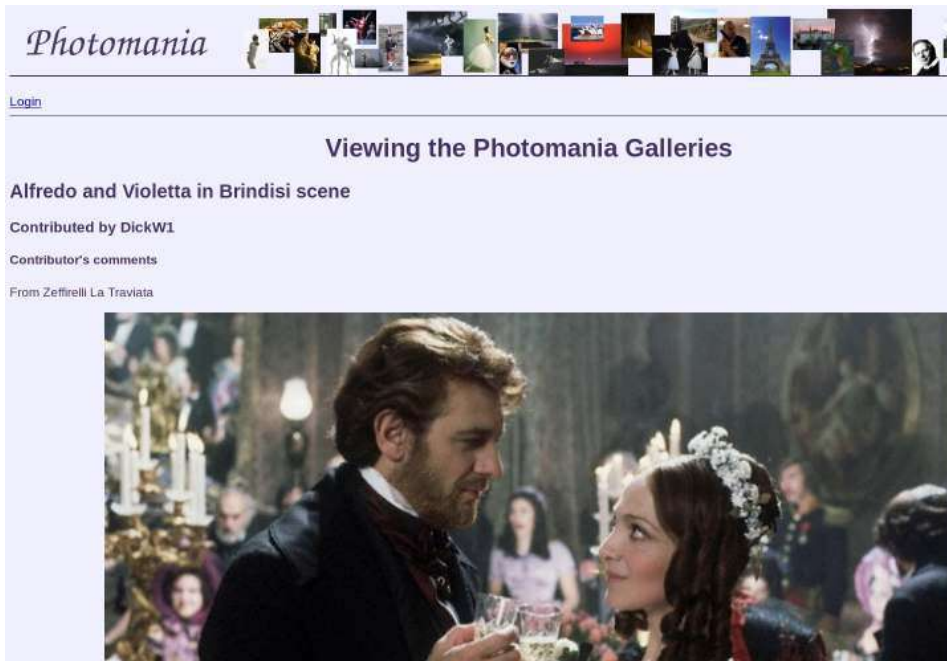 Photomania
Login
Viewing the Photomania Galleries
Alfredo and Violetta in Brindisi scene
Contributed by DickW1
Contributor's comments
From Zeffirelli La Traviata